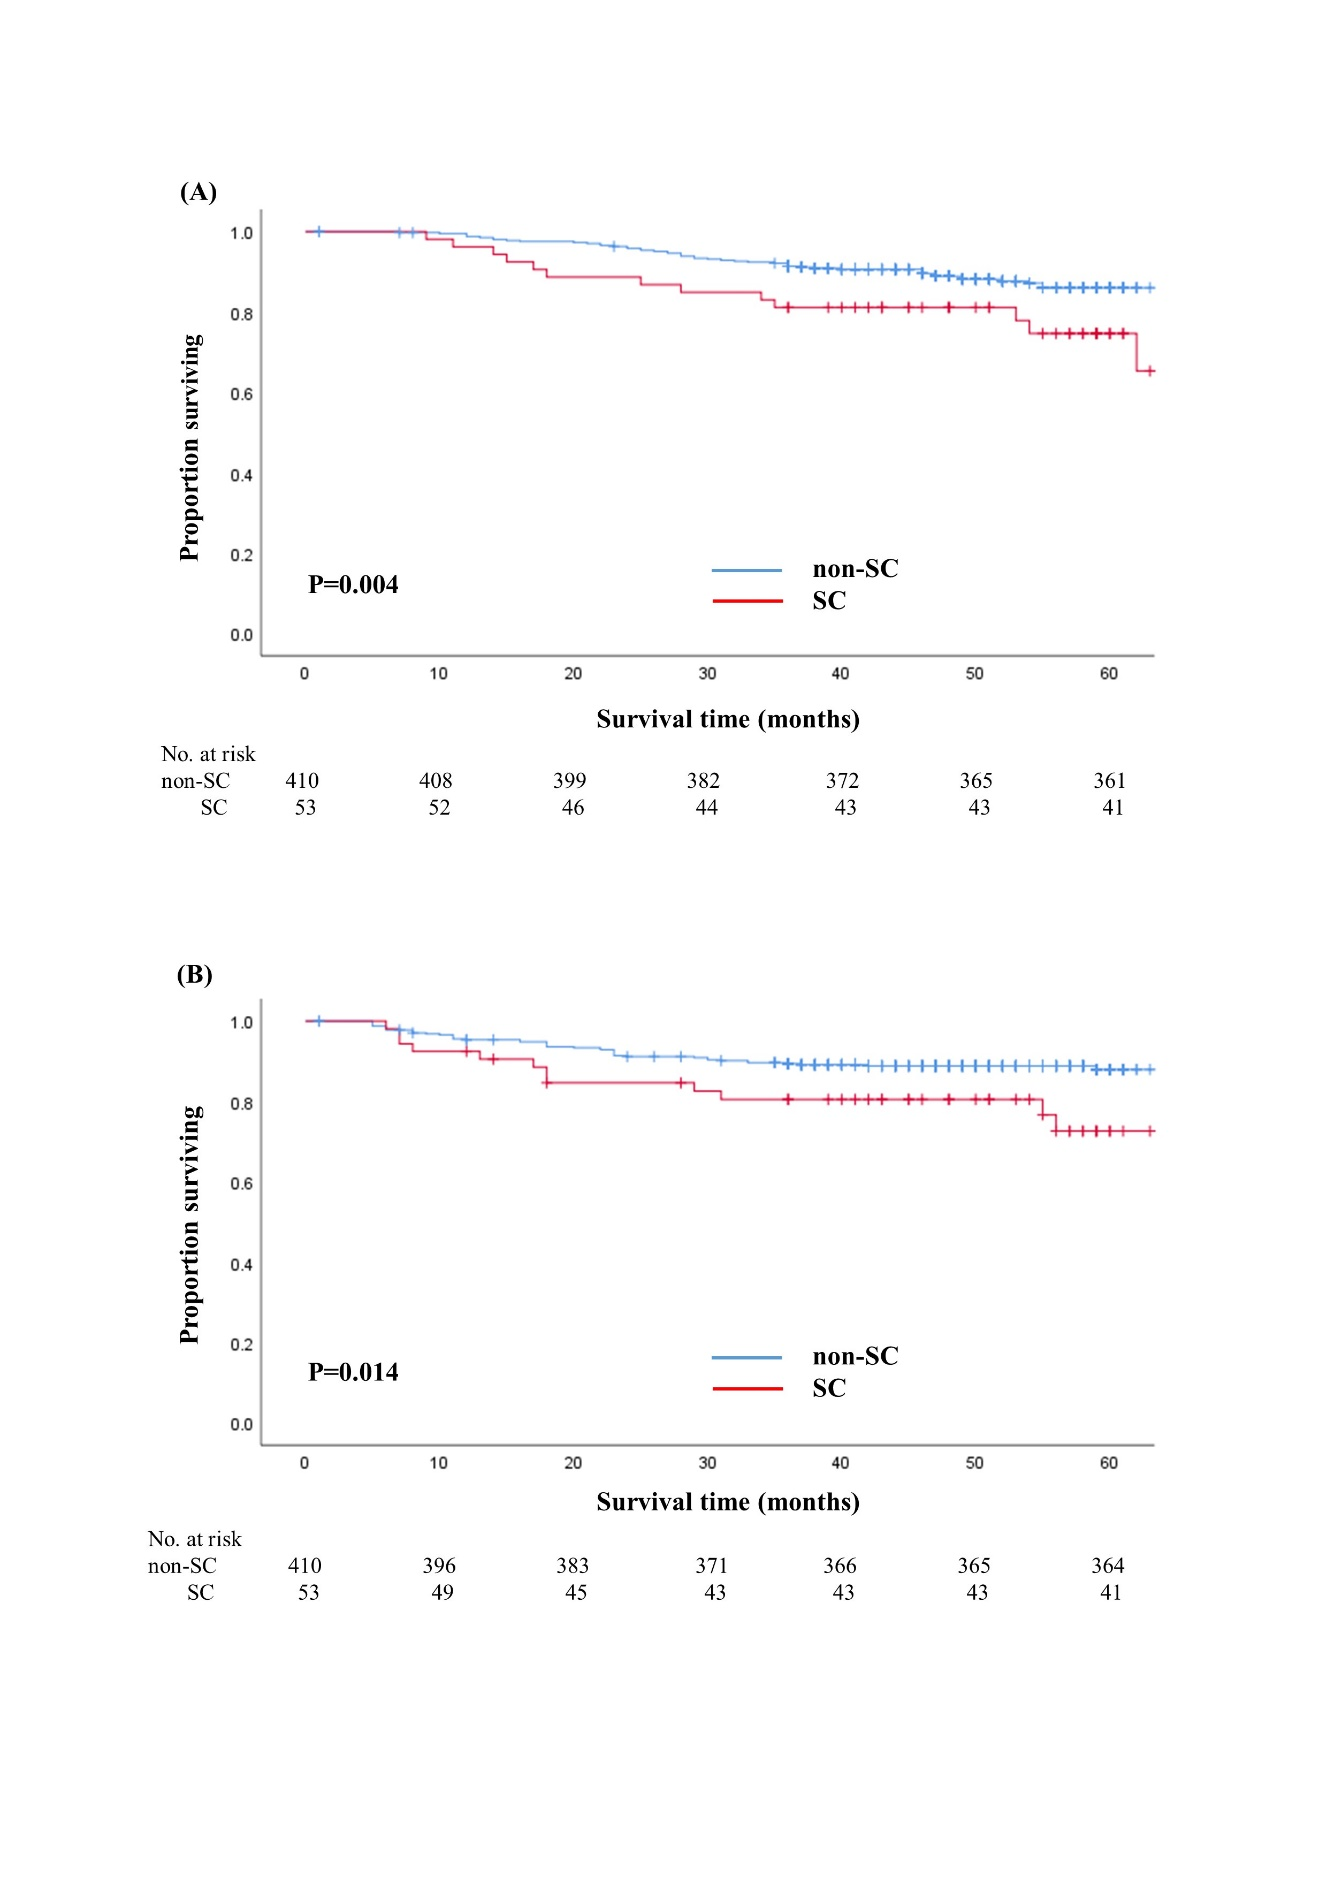 (A)
1.0
0.8
0.6
0.4
0.2
0.0
Proportion surviving
P=0.004
non-SC
SC
0 10 20 30 40 50 60
Survival time (months)
No. at risk
non-SC 410 408 399 382 372 365 361
SC 53 52 46 44 43 43 41
(B)
1.0
0.8
0.6
0.4
0.2
0.0
Proportion surviving
P=0.014
non-SC
SC
0 10 20 30 40 50 60
Survival time (months)
No. at risk
non-SC 410 396 383 371 366 365 364
SC 53 49 45 43 43 43 41